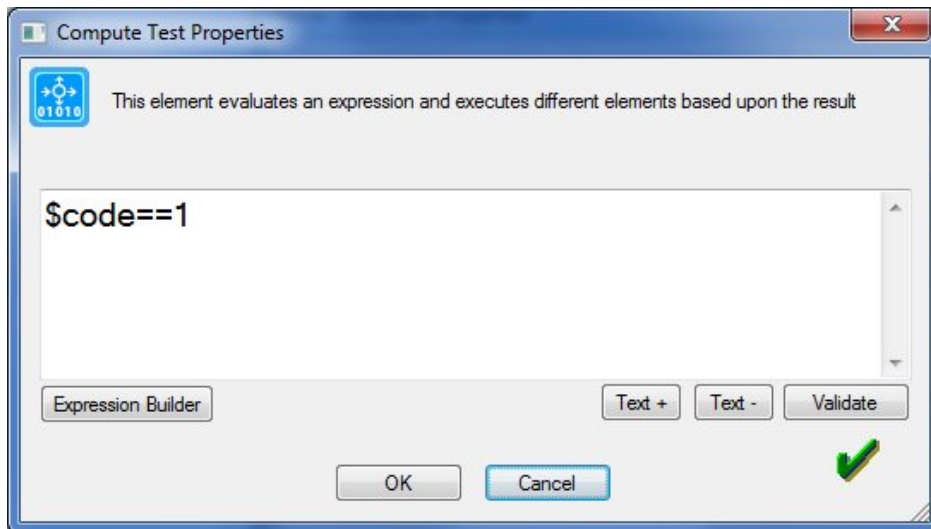 Compute Test Properties
This element evaluates an expression and executes different elements based upon the result
01010
$code==1
Expression Builder
Text +
Text -
Validate
OK
Cancel